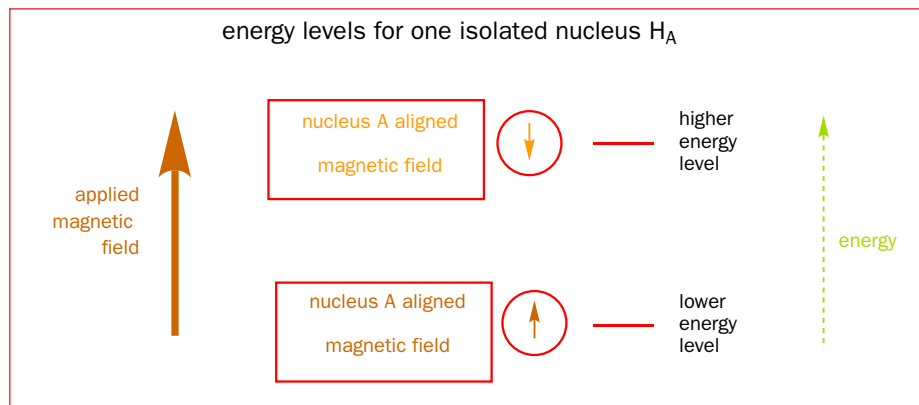 energy levels for one isolated nucleus HA
applied
magnetic
field
nucleus A aligned
magnetic field
higher
energy
level
energy
nucleus A aligned
magnetic field
lower
energy
level